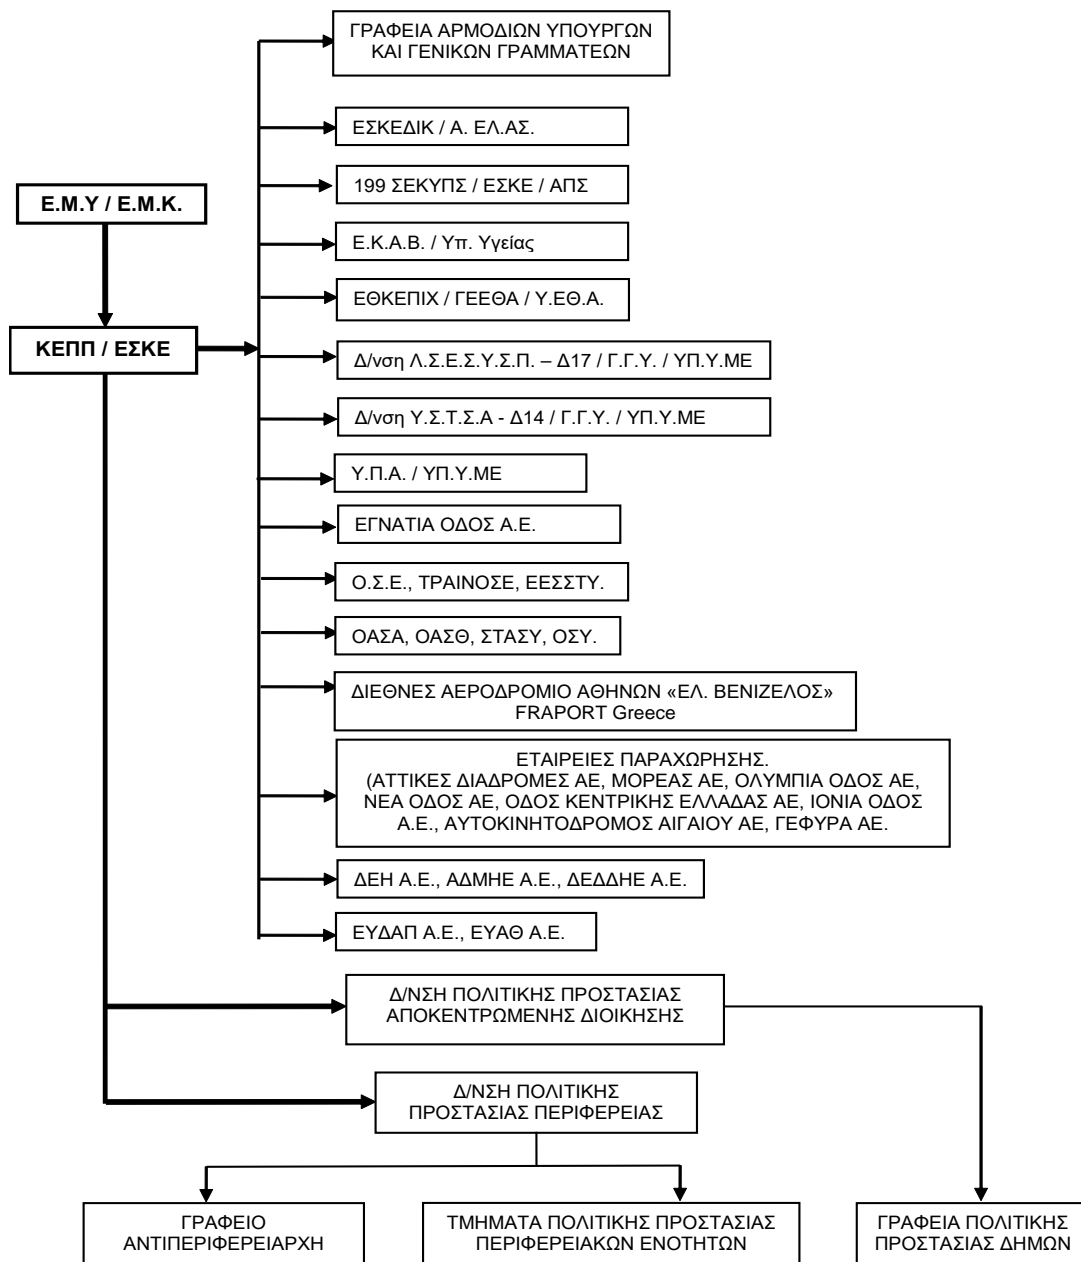 ΓΡΑΦΕΙΑ ΑΡΜΟΔΙΩΝ ΥΠΟΥΡΓΩΝ
ΚΑΙ ΓΕΝΙΚΩΝ ΓΡΑΜΜΑΤΕΩΝ
ΕΣΚΕΔΙΚ / Α. ΕΛ.ΑΣ.
199 ΣΕΚΥΠΣ / ΕΣΚΕ / ΑΠΣ
Ε.Μ.Υ / Ε.Μ.Κ.
Ε.Κ.Α.Β. / Υπ. Υγείας
ΕΘΚΕΠΙΧ / ΓΕΕΘΑ / Υ.ΕΘ.Α.
ΚΕΠΠ / ΕΣΚΕ
Δ/νση Λ.Σ.Ε.Σ.Υ.Σ.Π. – Δ17 / Γ.Γ.Υ. / ΥΠ.Υ.ΜΕ
Δ/νση Υ.Σ.Τ.Σ.Α - Δ14 / Γ.Γ.Υ. / ΥΠ.Υ.ΜΕ
Υ.Π.Α. / ΥΠ.Υ.ΜΕ
ΕΓΝΑΤΙΑ ΟΔΟΣ Α.Ε.
Ο.Σ.Ε., ΤΡΑΙΝΟΣΕ, ΕΕΣΣΤΥ.
ΟΑΣΑ, ΟΑΣΘ, ΣΤΑΣΥ, ΟΣΥ.
ΔΙΕΘΝΕΣ ΑΕΡΟΔΡΟΜΙΟ ΑΘΗΝΩΝ «ΕΛ. ΒΕΝΙΖΕΛΟΣ»
FRAPORT Greece
ΕΤΑΙΡΕΙΕΣ ΠΑΡΑΧΩΡΗΣΗΣ.
(ΑΤΤΙΚΕΣ ΔΙΑΔΡΟΜΕΣ ΑΕ, ΜΟΡΕΑΣ ΑΕ, ΟΛΥΜΠΙΑ ΟΔΟΣ ΑΕ,
ΝΕΑ ΟΔΟΣ ΑΕ, ΟΔΟΣ ΚΕΝΤΡΙΚΗΣ ΕΛΛΑΔΑΣ ΑΕ, ΙΟΝΙΑ ΟΔΟΣ
Α.Ε., ΑΥΤΟΚΙΝΗΤΟΔΡΟΜΟΣ ΑΙΓΑΙΟΥ ΑΕ, ΓΕΦΥΡΑ ΑΕ.
ΔΕΗ Α.Ε., ΑΔΜΗΕ Α.Ε., ΔΕΔΔΗΕ Α.Ε.
ΕΥΔΑΠ Α.Ε., ΕΥΑΘ Α.Ε.
Δ/ΝΣΗ ΠΟΛΙΤΙΚΗΣ ΠΡΟΣΤΑΣΙΑΣ
ΑΠΟΚΕΝΤΡΩΜΕΝΗΣ ΔΙΟΙΚΗΣΗΣ
Δ/ΝΣΗ ΠΟΛΙΤΙΚΗΣ
ΠΡΟΣΤΑΣΙΑΣ ΠΕΡΙΦΕΡΕΙΑΣ
ΓΡΑΦΕΙΟ
ΑΝΤΙΠΕΡΙΦΕΡΕΙΑΡΧΗ
ΤΜΗΜΑΤΑ ΠΟΛΙΤΙΚΗΣ ΠΡΟΣΤΑΣΙΑΣ
ΠΕΡΙΦΕΡΕΙΑΚΩΝ ΕΝΟΤΗΤΩΝ
ΓΡΑΦΕΙΑ ΠΟΛΙΤΙΚΗΣ
ΠΡΟΣΤΑΣΙΑΣ ΔΗΜΩΝ